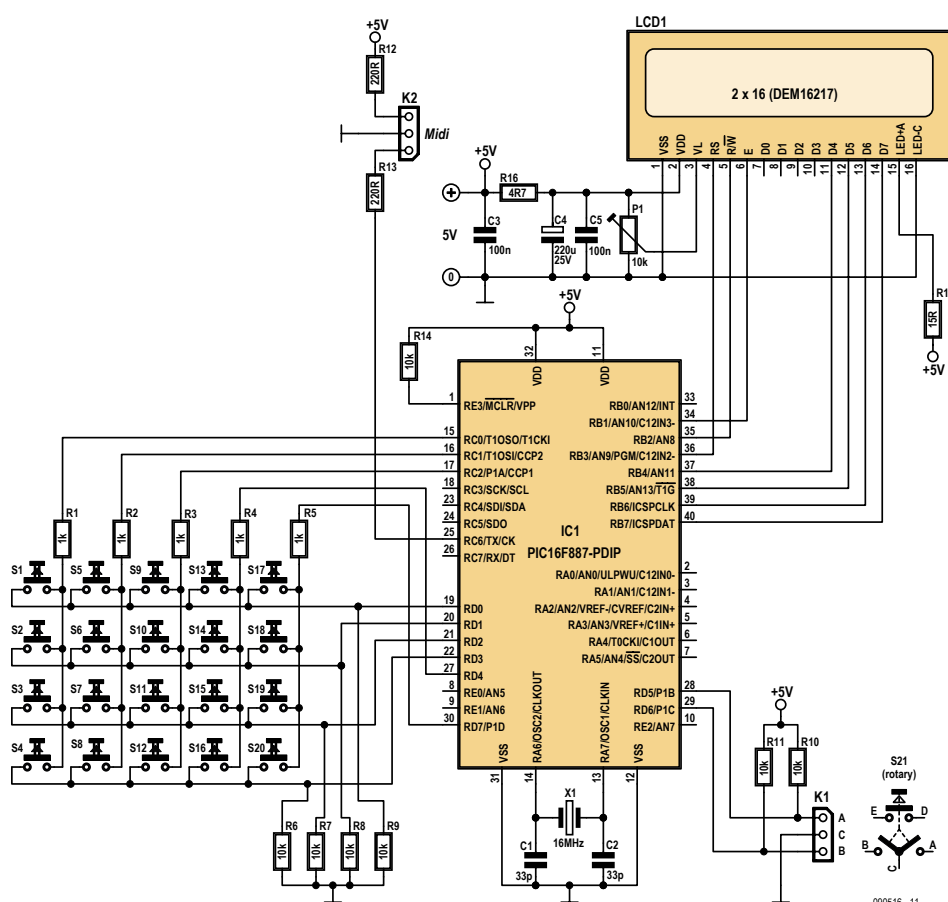 LCD1
2 x 16 (DEM16217)
VSS
VDD
VL
RS
R/W
E
D0
D1
D2
D3
D4
D5
D6
D7
LED+A
LED-C
1
2
3
4
5
6
7
8
9
10
11
12
13
14
15
16
+5V
R12
220R
K2
Midi
R13
220R
+5V
R16
4R7
5V
0
C3
100n
C4
220u
25V
C5
100n
P1
10k
R1
15R
+5V
+5V
R14
10k
32
VDD
11
VDD
1
RE3/MCLR/VPP
15
RC0/T1OSO/T1CKI
16
RC1/T1OSI/CCP2
17
RC2/P1A/CCP1
18
RC3/SCK/SCL
23
RC4/SDI/SDA
24
RC5/SDO
25
RC6/TX/CK
26
RC7/RX/DT
19
RD0
20
RD1
21
RD2
22
RD3
27
RD4
8
RE0/AN5
9
RE1/AN6
30
RD7/P1D
IC1
PIC16F887-PDIP
RB0/AN12/INT
33
RB1/AN10/C12IN3-
34
RB2/AN8
35
RB3/AN9/PGM/C12IN2-
36
RB4/AN11
37
RB5/AN13/T1G
38
RB6/ICSPCLK
39
RB7/ICSPDAT
40
RA0/AN0/ULPWU/C12IN0-
2
RA1/AN1/C12IN1-
3
RA2/AN2/VREF-/CVREF/C2IN+
4
RA3/AN3/VREF+/C1IN+
5
RA4/T0CKI/C1OUT
6
RA5/AN4/SS/C2OUT
7
RD5/P1B
28
RD6/P1C
29
RE2/AN7
10
VSS
31
RA6/OSC2/CLKOUT
14
RA7/OSC1/CLKIN
13
VSS
12
R1
1k
R2
1k
R3
1k
R4
1k
R5
1k
S1
S5
S9
S13
S17
S2
S6
S10
S14
S18
S3
S7
S11
S15
S19
S4
S8
S12
S16
S20
R6
10k
R7
10k
R8
10k
R9
10k
X1
16MHz
C1
33p
C2
33p
+5V
R11
10k
R10
10k
K1
A
C
B
S21
(rotary)
E
D
B
A
C
090516 - 11